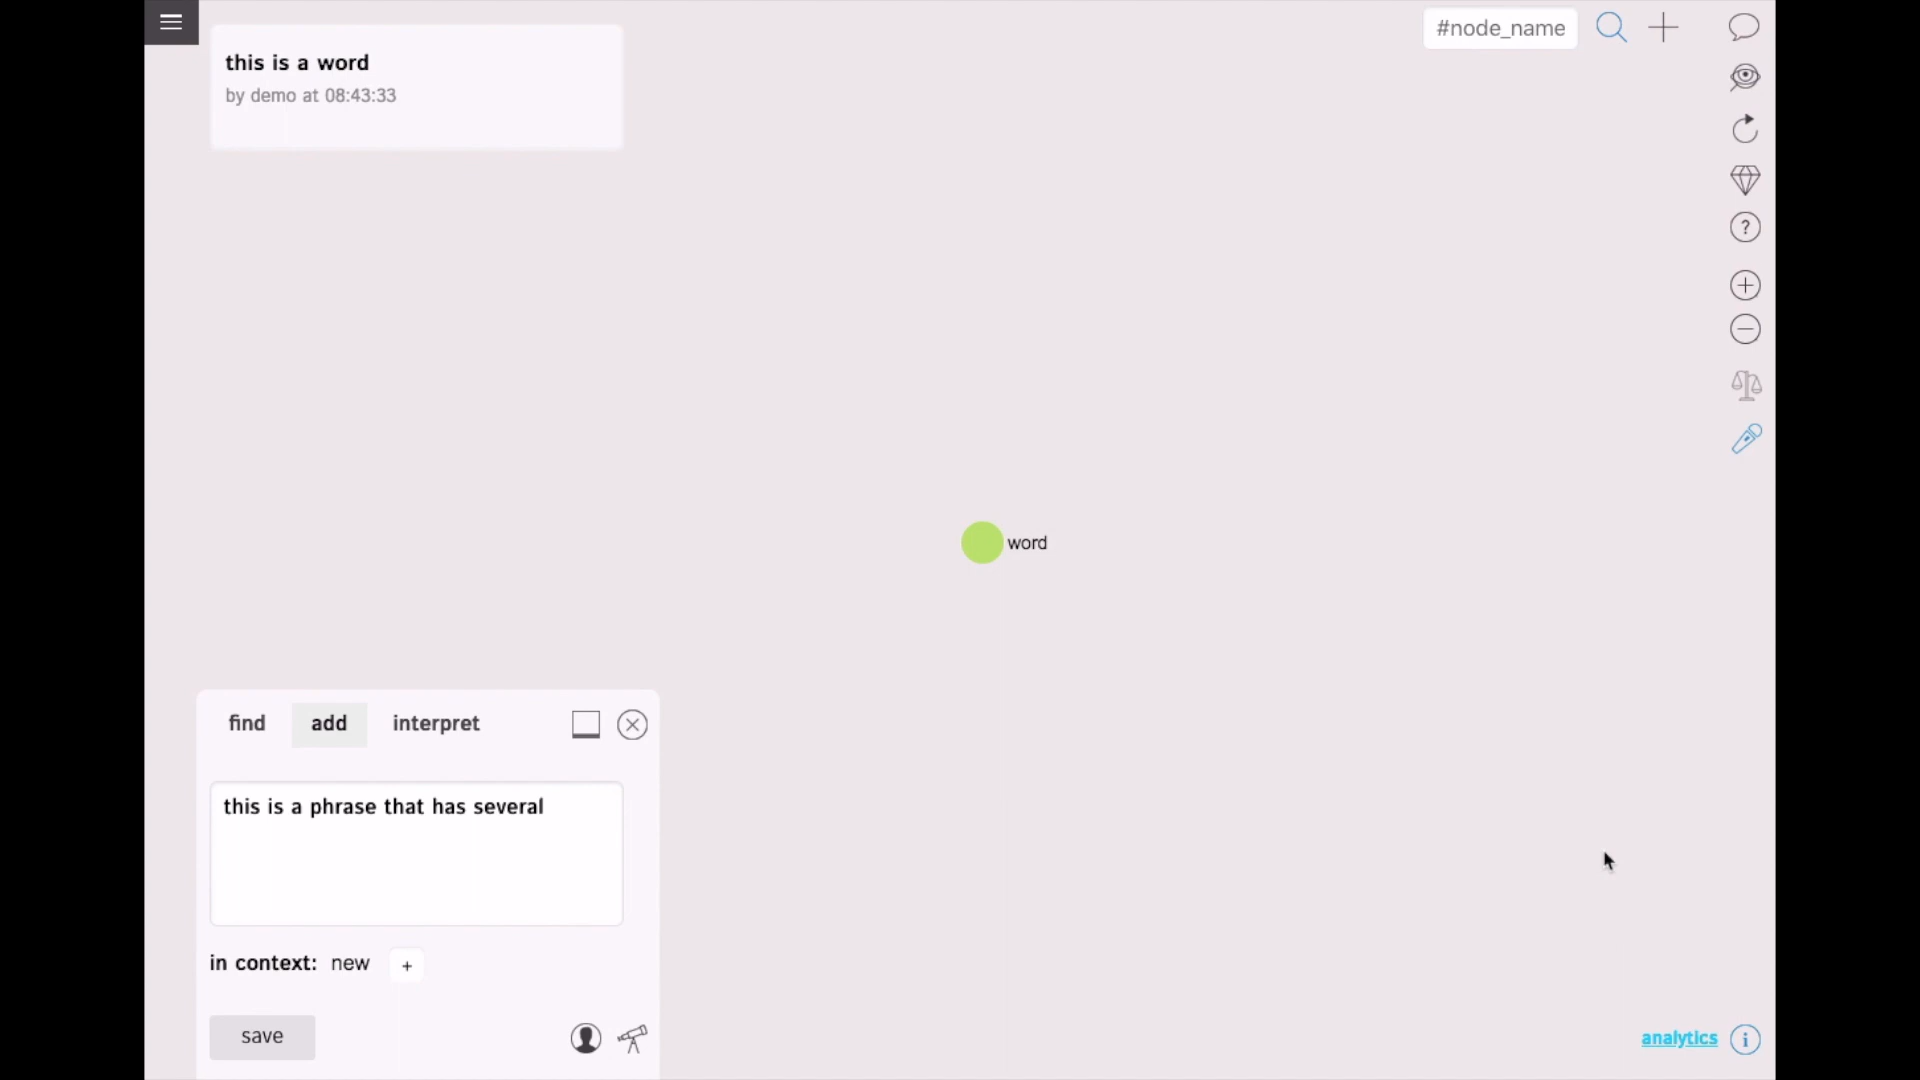 this is a word
by demo at 08:43:33
#node_name
word
find add interpret
this is a phrase that has several
in context: new +
save
analytics